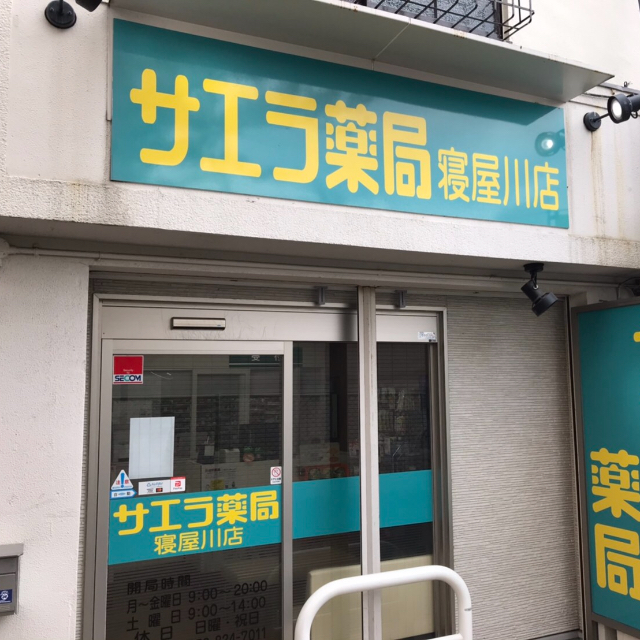 サエラ薬局 寝屋川店
SECOM
サエラ薬局
寝屋川店
開局時間
月～金曜日 9:00～20:00
土 曜 日 9:00～14:00
休 日 日曜・祝日
薬
局